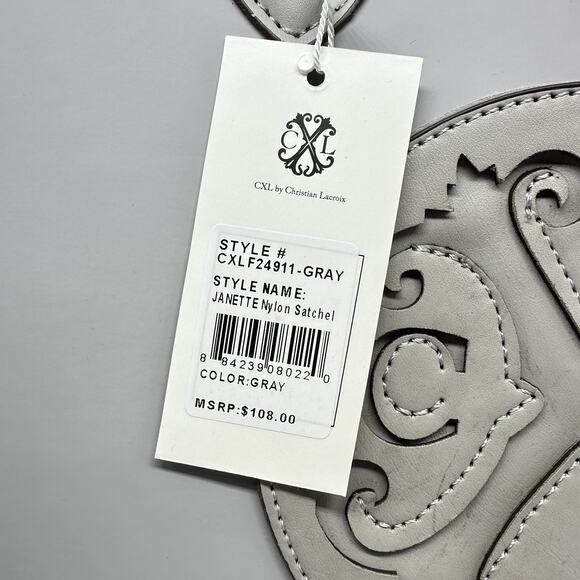 CXL
CXL by Christian Lacroix
STYLE #
CXLF24911-GRAY
STYLE NAME:
JANETTE Nylon Satchel
8 84239 08022 0
COLOR:GRAY
MSRP:$108.00
C